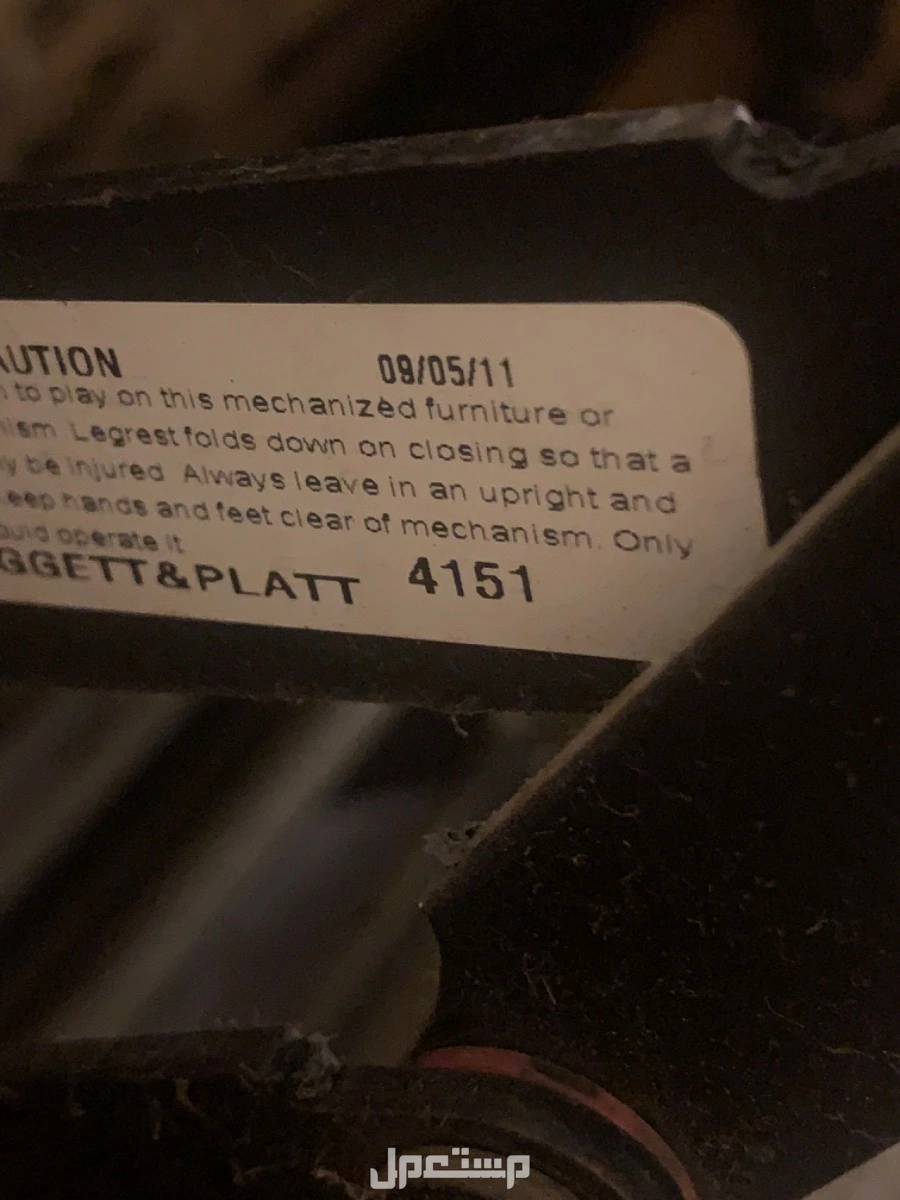 AUTION 09/05/11
to play on this mechanized furniture or
ism. Legrest folds down on closing so that a
y be injured. Always leave in an upright and
eep hands and feet clear of mechanism. Only
ould operate it
GGETT&PLATT 4151
مستعمل